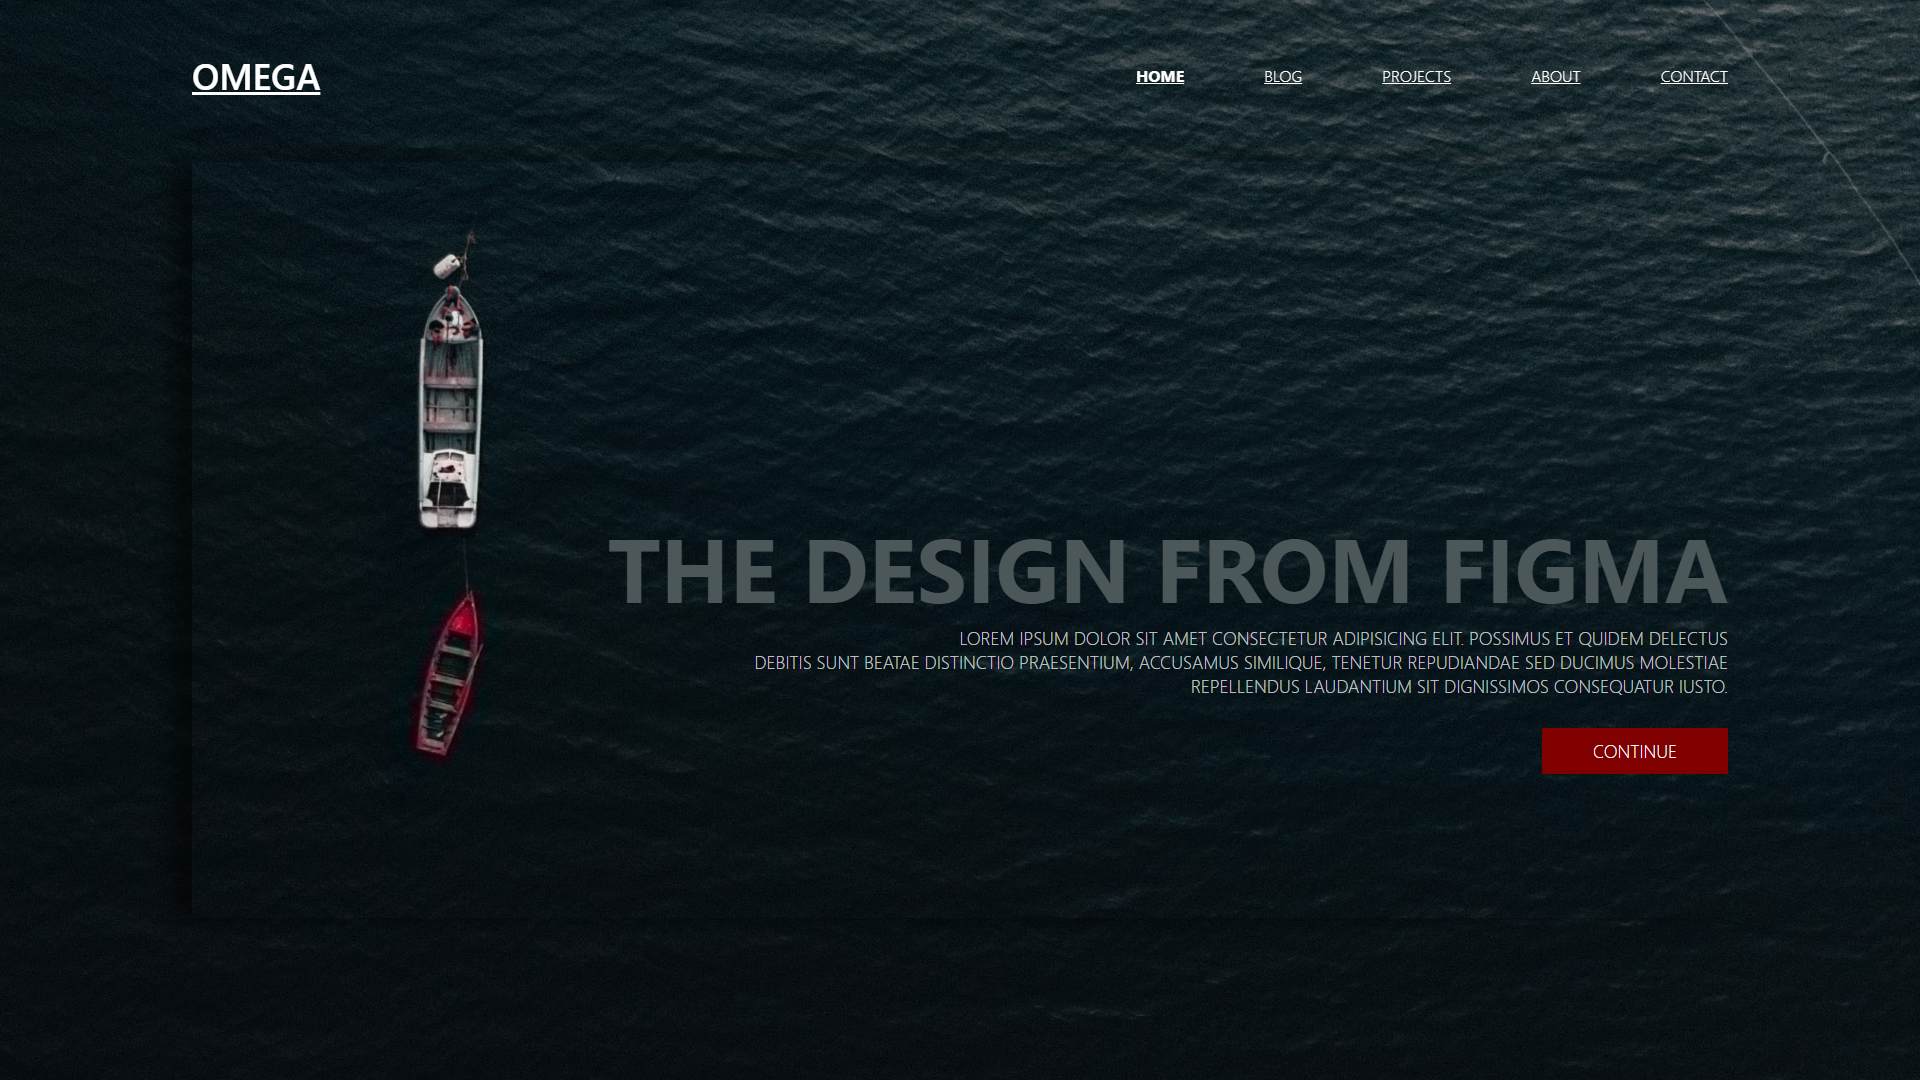 OMEGA
HOME BLOG PROJECTS ABOUT CONTACT
THE DESIGN FROM FIGMA
LOREM IPSUM DOLOR SIT AMET CONSECTETUR ADIPISICING ELIT. POSSIMUS ET QUIDEM DELECTUS
DEBITIS SUNT BEATAE DISTINCTIO PRAESENTIUM, ACCUSAMUS SIMILIQUE, TENETUR REPUDIANDAE SED DUCIMUS MOLESTIAE
REPELLENDUS LAUDANTIUM SIT DIGNISSIMOS CONSEQUATUR IUSTO.
CONTINUE